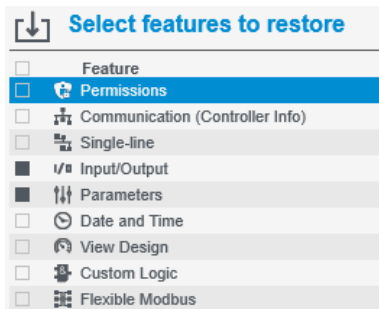 Select features to restore
Feature
Permissions
Communication (Controller Info)
Single-line
I/O Input/Output
Parameters
Date and Time
View Design
Custom Logic
Flexible Modbus